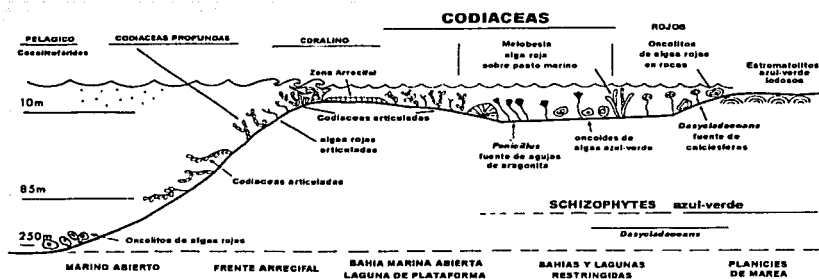 CODIACEAS
PELAGICO
Cocolitoforidos
CODIACEAS PROFUNDAS
CORALINO
Melobesia
alga roja
sobre pasto marino
ROJOS
Oncolitos
de algas rojas
en rocas
Estromatolitos
azul-verde
lodosos
Zona Arrecifal
10m
Codiaceas articuladas
algas rojas
articuladas
Penicillus
fuente de agujas
de aragonita
oncoides de
algas azul-verde
Dasycladaceans
fuente de
calcisferas
Codiaceas articuladas
85m
SCHIZOPHYTES azul-verde
Dasycladaceans
250m
Oncolitos de algas rojas
MARINO ABIERTO
FRENTE ARRECIFAL
BAHIA MARINA ABIERTA
LAGUNA DE PLATAFORMA
BAHIAS Y LAGUNAS
RESTRINGIDAS
PLANICIES
DE MAREA